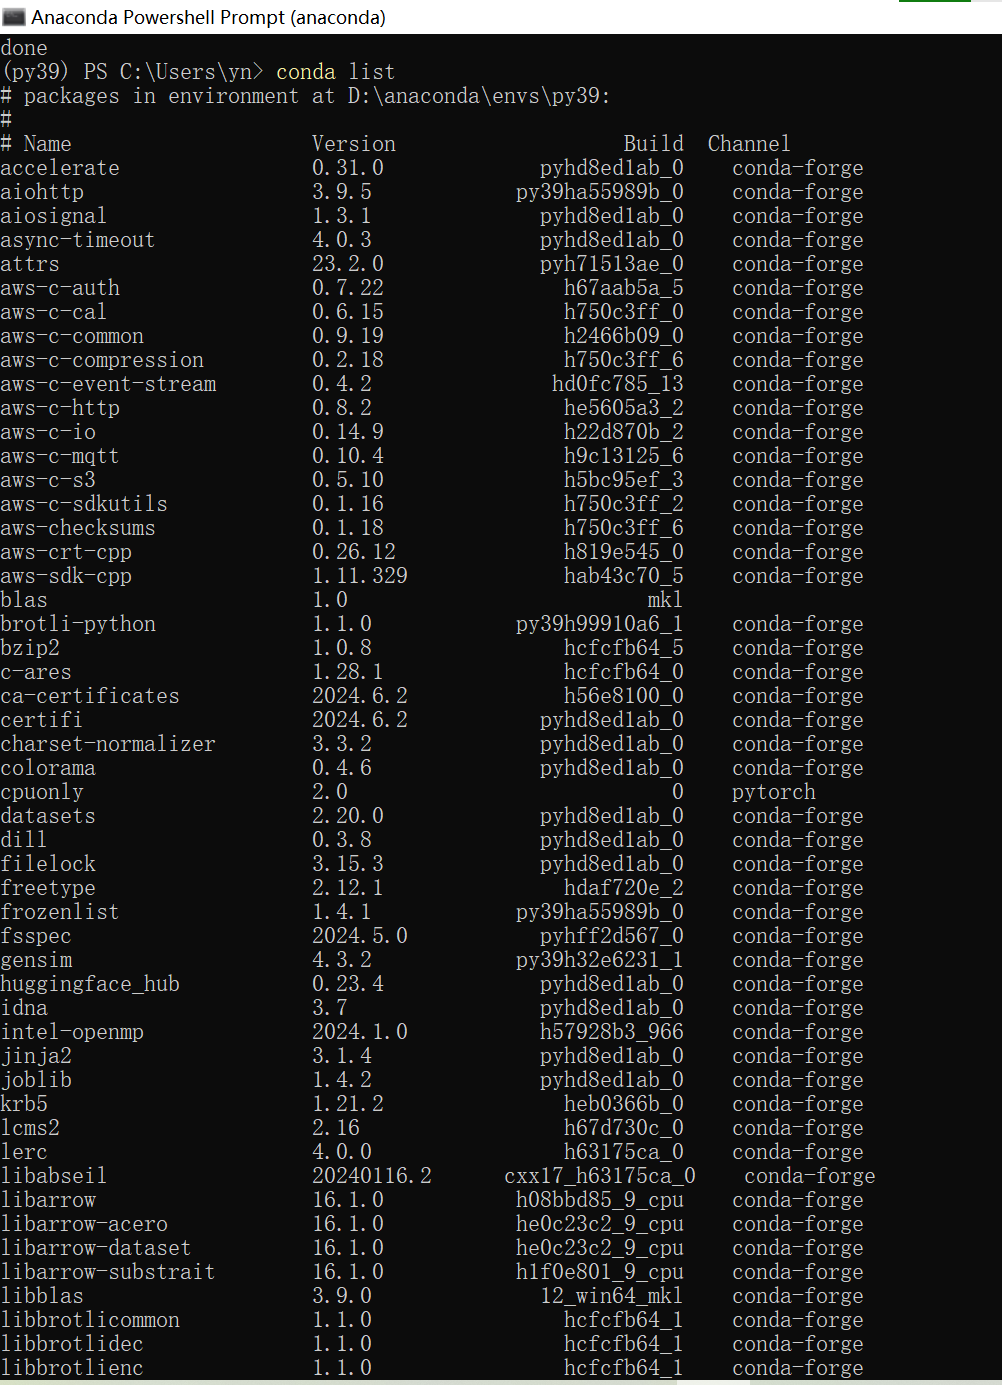 Anaconda Powershell Prompt (anaconda)
done
(py39) PS C:\Users\yn> conda list
# packages in environment at D:\anaconda\envs\py39:
#
# Name Version Build Channel
accelerate 0.31.0 pyhd8ed1ab_0 conda-forge
aiohttp 3.9.5 py39ha55989b_0 conda-forge
aiosignal 1.3.1 pyhd8ed1ab_0 conda-forge
async-timeout 4.0.3 pyhd8ed1ab_0 conda-forge
attrs 23.2.0 pyh71513ae_0 conda-forge
aws-c-auth 0.7.22 h67aab5a_5 conda-forge
aws-c-cal 0.6.15 h750c3ff_0 conda-forge
aws-c-common 0.9.19 h2466b09_0 conda-forge
aws-c-compression 0.2.18 h750c3ff_6 conda-forge
aws-c-event-stream 0.4.2 hd0fc785_13 conda-forge
aws-c-http 0.8.2 he5605a3_2 conda-forge
aws-c-io 0.14.9 h22d870b_2 conda-forge
aws-c-mqtt 0.10.4 h9c13125_6 conda-forge
aws-c-s3 0.5.10 h5bc95ef_3 conda-forge
aws-c-sdkutils 0.1.16 h750c3ff_2 conda-forge
aws-checksums 0.1.18 h750c3ff_6 conda-forge
aws-crt-cpp 0.26.12 h819e545_0 conda-forge
aws-sdk-cpp 1.11.329 hab43c70_5 conda-forge
blas 1.0 mkl
brotli-python 1.1.0 py39h99910a6_1 conda-forge
bzip2 1.0.8 hcfcfb64_5 conda-forge
c-ares 1.28.1 hcfcfb64_0 conda-forge
ca-certificates 2024.6.2 h56e8100_0 conda-forge
certifi 2024.6.2 pyhd8ed1ab_0 conda-forge
charset-normalizer 3.3.2 pyhd8ed1ab_0 conda-forge
colorama 0.4.6 pyhd8ed1ab_0 conda-forge
cpuonly 2.0 0 pytorch
datasets 2.20.0 pyhd8ed1ab_0 conda-forge
dill 0.3.8 pyhd8ed1ab_0 conda-forge
filelock 3.15.3 pyhd8ed1ab_0 conda-forge
freetype 2.12.1 hdaf720e_2 conda-forge
frozenlist 1.4.1 py39ha55989b_0 conda-forge
fsspec 2024.5.0 pyhff2d567_0 conda-forge
gensim 4.3.2 py39h32e6231_1 conda-forge
huggingface_hub 0.23.4 pyhd8ed1ab_0 conda-forge
idna 3.7 pyhd8ed1ab_0 conda-forge
intel-openmp 2024.1.0 h57928b3_966 conda-forge
jinja2 3.1.4 pyhd8ed1ab_0 conda-forge
joblib 1.4.2 pyhd8ed1ab_0 conda-forge
krb5 1.21.2 heb0366b_0 conda-forge
lcms2 2.16 h67d730c_0 conda-forge
lerc 4.0.0 h63175ca_0 conda-forge
libabseil 20240116.2 cxx17_h63175ca_0 conda-forge
libarrow 16.1.0 h08bbd85_9_cpu conda-forge
libarrow-acero 16.1.0 he0c23c2_9_cpu conda-forge
libarrow-dataset 16.1.0 he0c23c2_9_cpu conda-forge
libarrow-substrait 16.1.0 h1f0e801_9_cpu conda-forge
libblas 3.9.0 12_win64_mkl conda-forge
libbrotlicommon 1.1.0 hcfcfb64_1 conda-forge
libbrotlidec 1.1.0 hcfcfb64_1 conda-forge
libbrotlienc 1.1.0 hcfcfb64_1 conda-forge